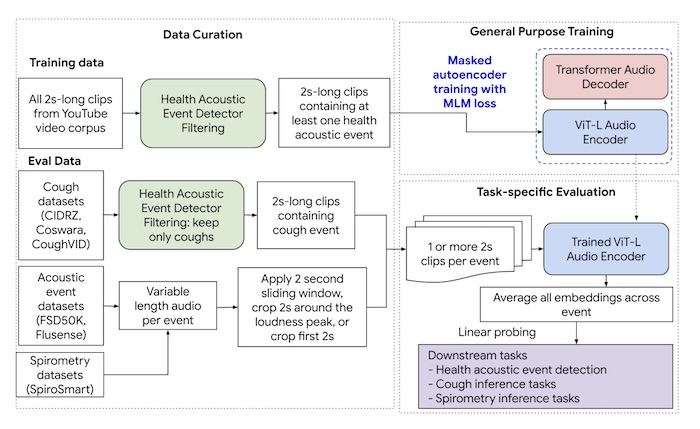 Data Curation
Training data
All 2s-long clips
from YouTube
video corpus
Health Acoustic
Event Detector
Filtering
2s-long clips
containing at
least one health
acoustic event
Eval Data
Cough
datasets
(CIDRZ,
Coswara,
CoughVID)
Health Acoustic
Event Detector
Filtering: keep
only coughs
2s-long clips
containing
cough event
Acoustic
event
datasets
(FSD50K,
Flusense)
Variable
length audio
per event
Apply 2 second
sliding window,
crop 2s around the
loudness peak, or
crop first 2s
Spirometry
datasets
(SpiroSmart)
General Purpose Training
Masked
autoencoder
training with
MLM loss
Transformer Audio
Decoder
ViT-L Audio
Encoder
Task-specific Evaluation
1 or more 2s
clips per event
Trained ViT-L
Audio Encoder
Average all embeddings across
event
Linear probing
Downstream tasks
- Health acoustic event detection
- Cough inference tasks
- Spirometry inference tasks